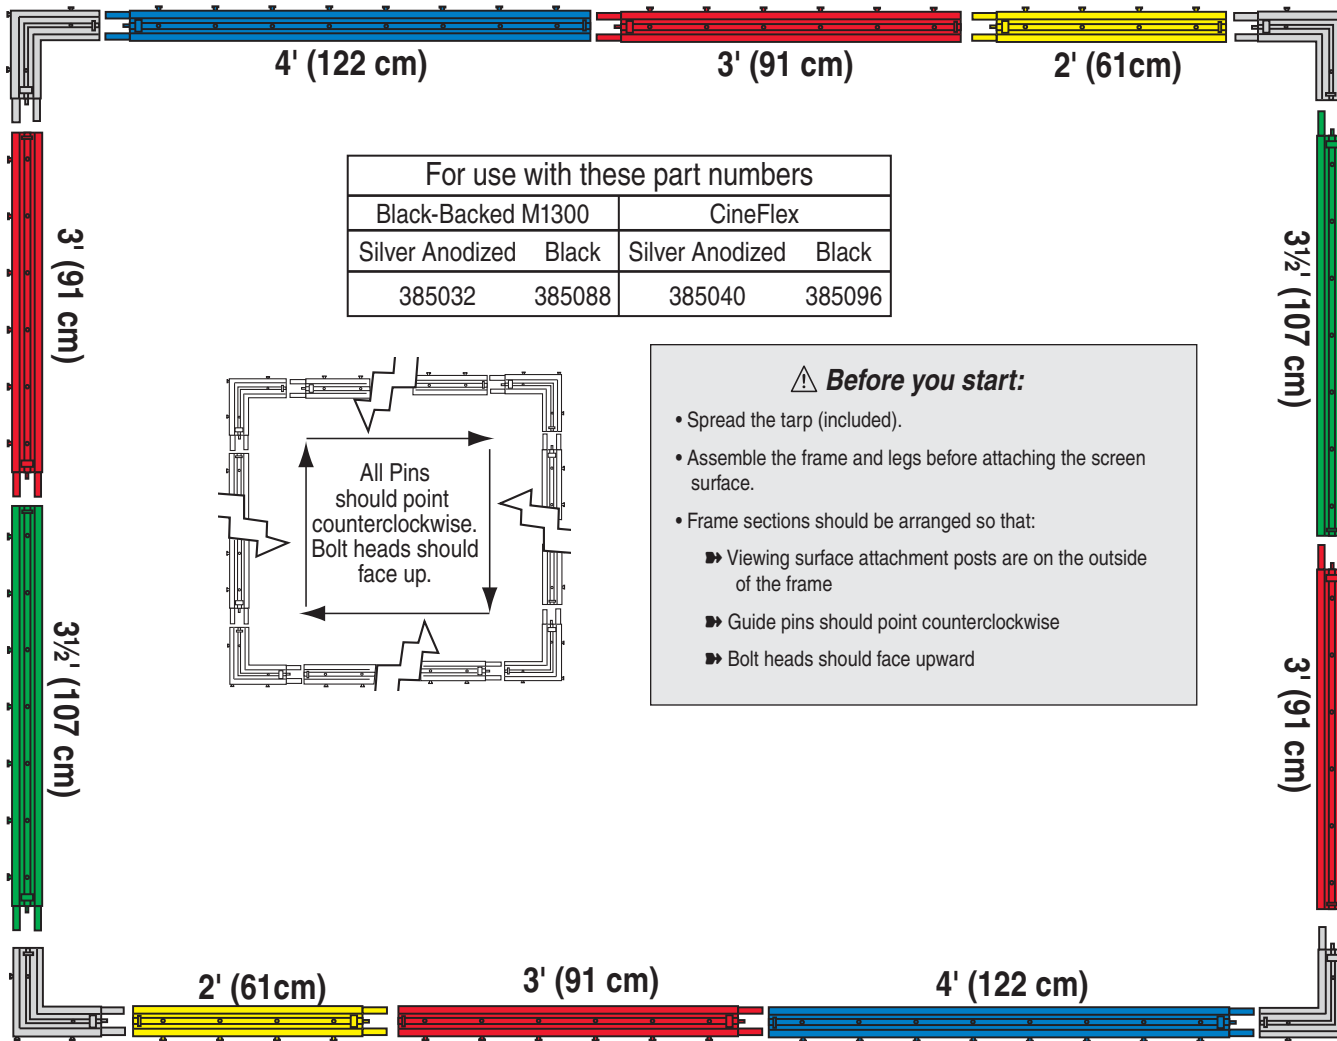 4' (122 cm)
3' (91 cm)
2' (61cm)
For use with these part numbers
Black-Backed M1300 CineFlex
Silver Anodized Black Silver Anodized Black
385032 385088 385040 385096
3' (91 cm)
3½' (107 cm)
⚠ Before you start:
• Spread the tarp (included).
• Assemble the frame and legs before attaching the screen
surface.
• Frame sections should be arranged so that:
➽ Viewing surface attachment posts are on the outside
of the frame
➽ Guide pins should point counterclockwise
➽ Bolt heads should face upward
All Pins
should point
counterclockwise.
Bolt heads should
face up.
3½' (107 cm)
3' (91 cm)
2' (61cm)
3' (91 cm)
4' (122 cm)